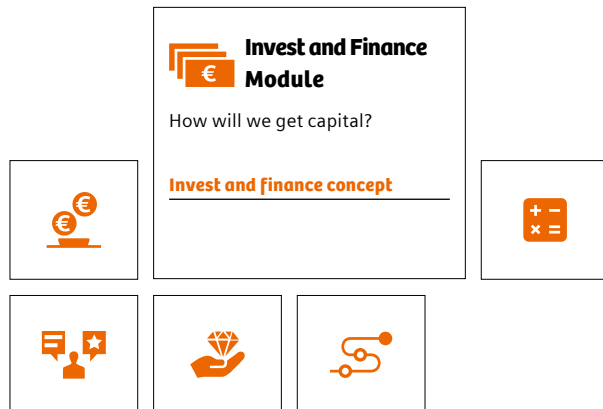 Invest and Finance
Module
How will we get capital?
Invest and finance concept